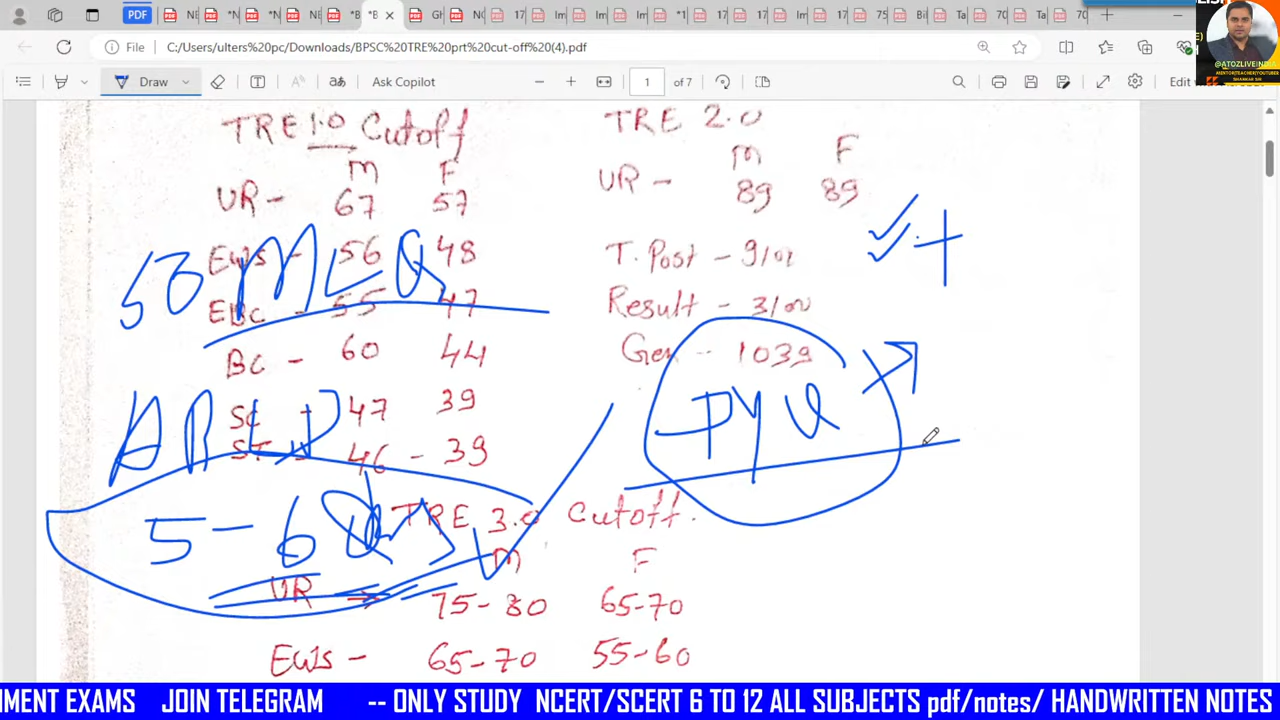 File C:/Users/ulters%20pc/Downloads/BPSC%20TRE%20prt%20cut-off%20(4).pdf
@ATOZLIVEINDIA
Draw Ask Copilot 1 of 7 Edit
TRE 1.0 Cutoff
M F
UR - 67 57
EWS - 56 48
EBC - 55 47
BC - 60 44
SC - 47 39
ST - 46 - 39
TRE 2.0
M F
UR - 89 89
T. Post -
Result -
Gen - 1039
50 MCQ
PYQ
5-6
TRE 3.0 Cutoff.
M F
UR → 75-80 65-70
EWS - 65-70 55-60
NMENT EXAMS JOIN TELEGRAM -- ONLY STUDY NCERT/SCERT 6 TO 12 ALL SUBJECTS pdf/notes/ HANDWRITTEN NOTES